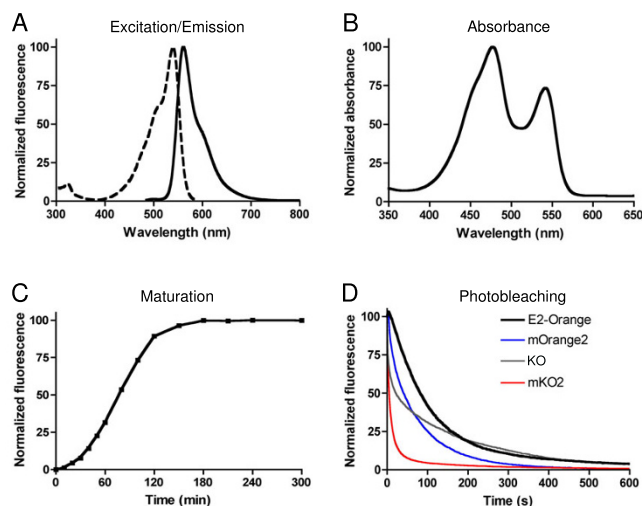 A
Excitation/Emission
Normalized fluorescence
100
75
50
25
0
300 400 500 600 700 800
Wavelength (nm)
B
Absorbance
Normalized absorbance
100
75
50
25
0
350 400 450 500 550 600 650
Wavelength (nm)
C
Maturation
Normalized fluorescence
100
75
50
25
0
0 60 120 180 240 300
Time (min)
D
Photobleaching
Normalized fluorescence
100
75
50
25
0
0 100 200 300 400 500 600
Time (s)
E2-Orange
mOrange2
KO
mKO2